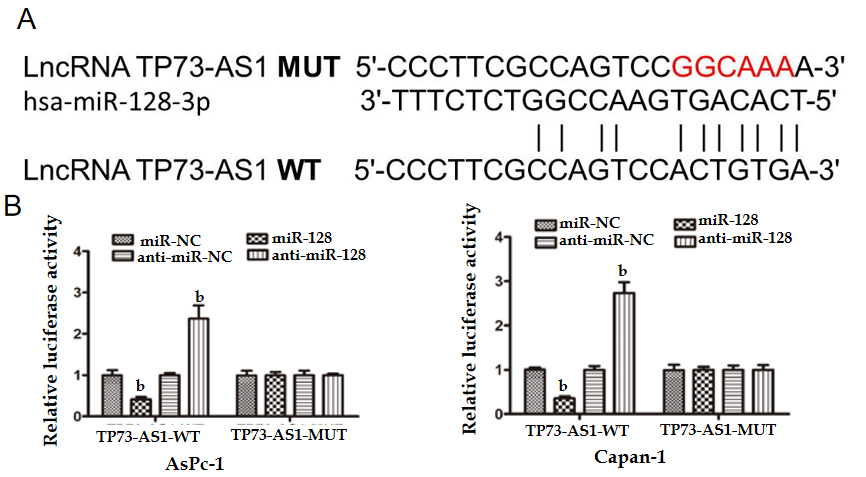 A
LncRNA TP73-AS1 MUT 5'-CCCTTCGCCAGTCCGGCAAAA-3'
hsa-miR-128-3p 3'-TTTCTCTGGCCAAGTGACACT-5'
LncRNA TP73-AS1 WT 5'-CCCTTCGCCAGTCCACTGTGA-3'
B
Relative luciferase activity
miR-NC miR-128
anti-miR-NC anti-miR-128
4
3
2
1
0
b
b
TP73-AS1-WT TP73-AS1-MUT
AsPc-1
Relative luciferase activity
miR-NC miR-128
anti-miR-NC anti-miR-128
4
3
2
1
0
b
b
TP73-AS1-WT TP73-AS1-MUT
Capan-1